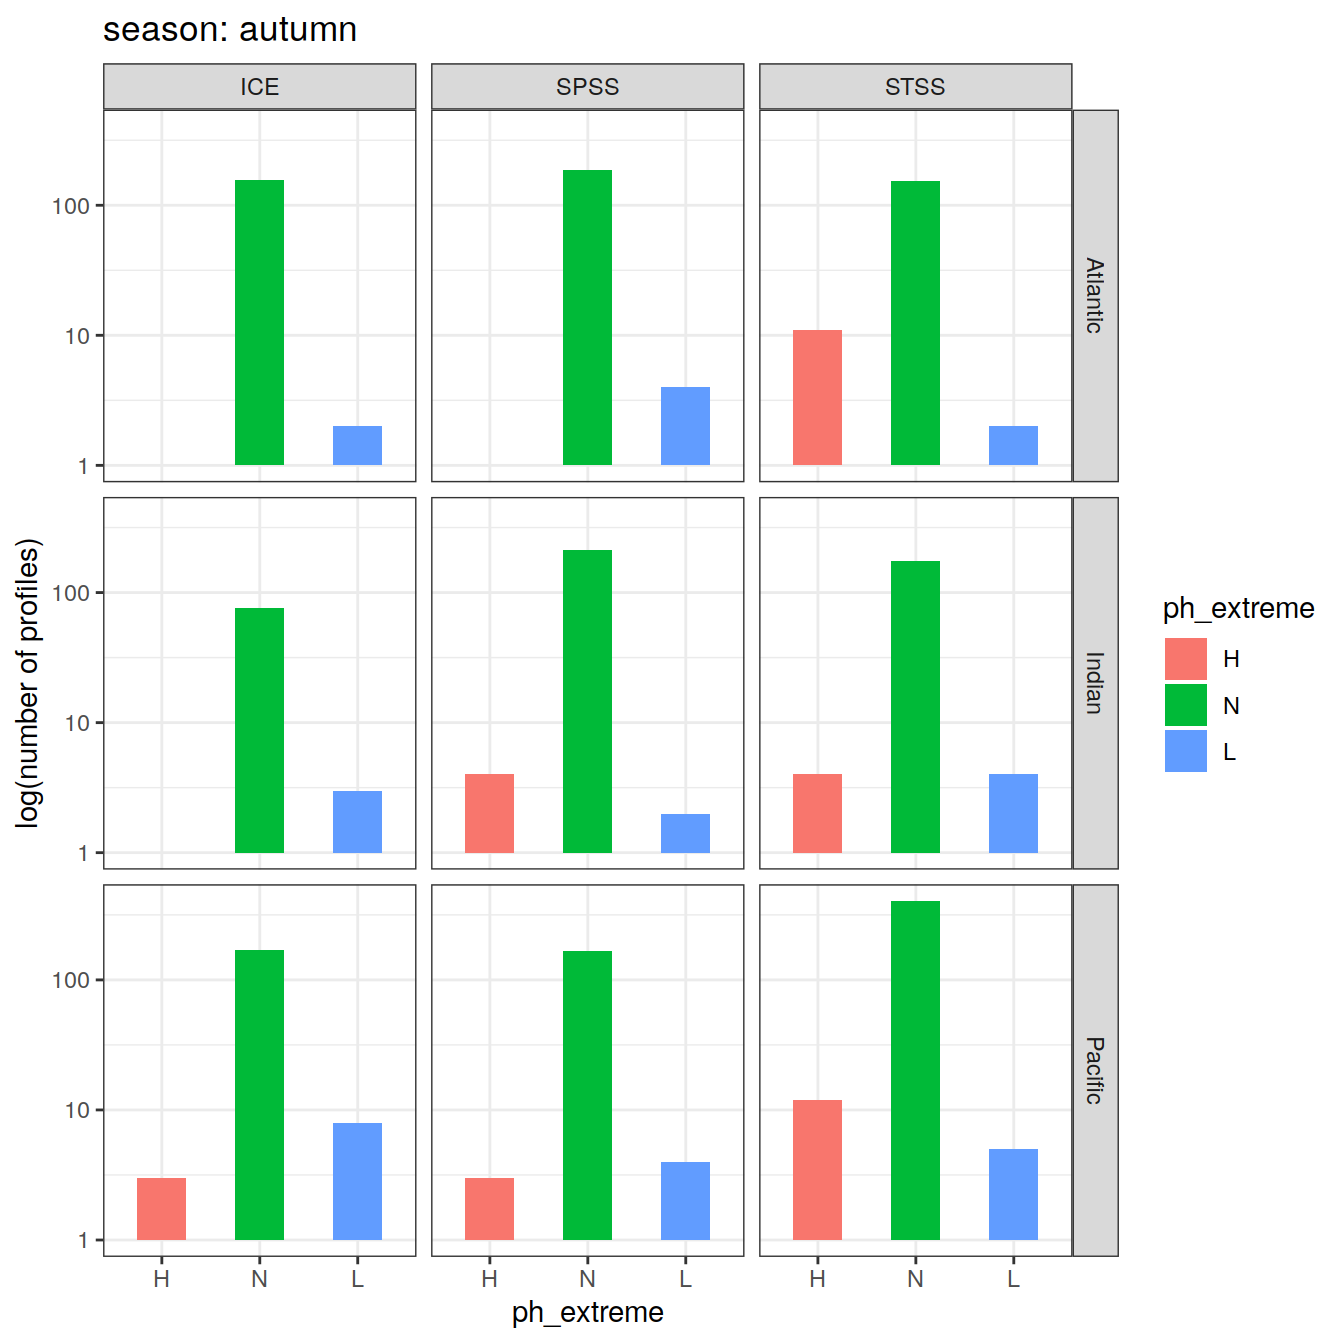 season: autumn
ICE SPSS STSS
100
10
1
Atlantic
log(number of profiles)
100
10
1
Indian
100
10
1
Pacific
H N L H N L H N L
ph_extreme
ph_extreme
H
N
L